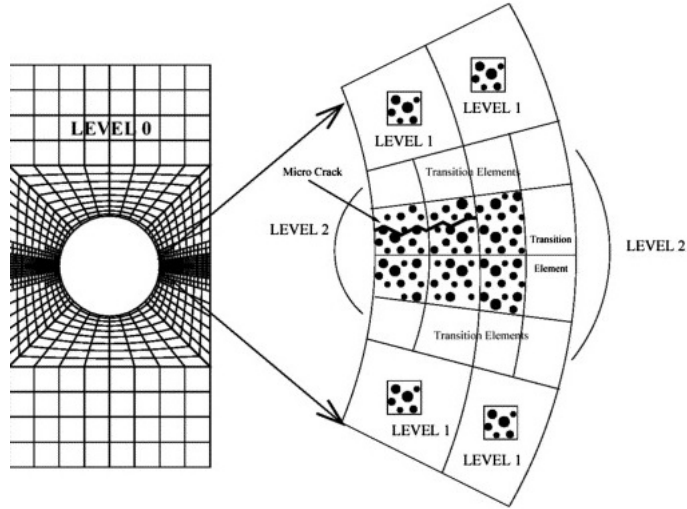 LEVEL 0
LEVEL 1
LEVEL 1
Micro Crack
Transition Elements
LEVEL 2
Transition
Element
LEVEL 2
Transition Elements
LEVEL 1
LEVEL 1